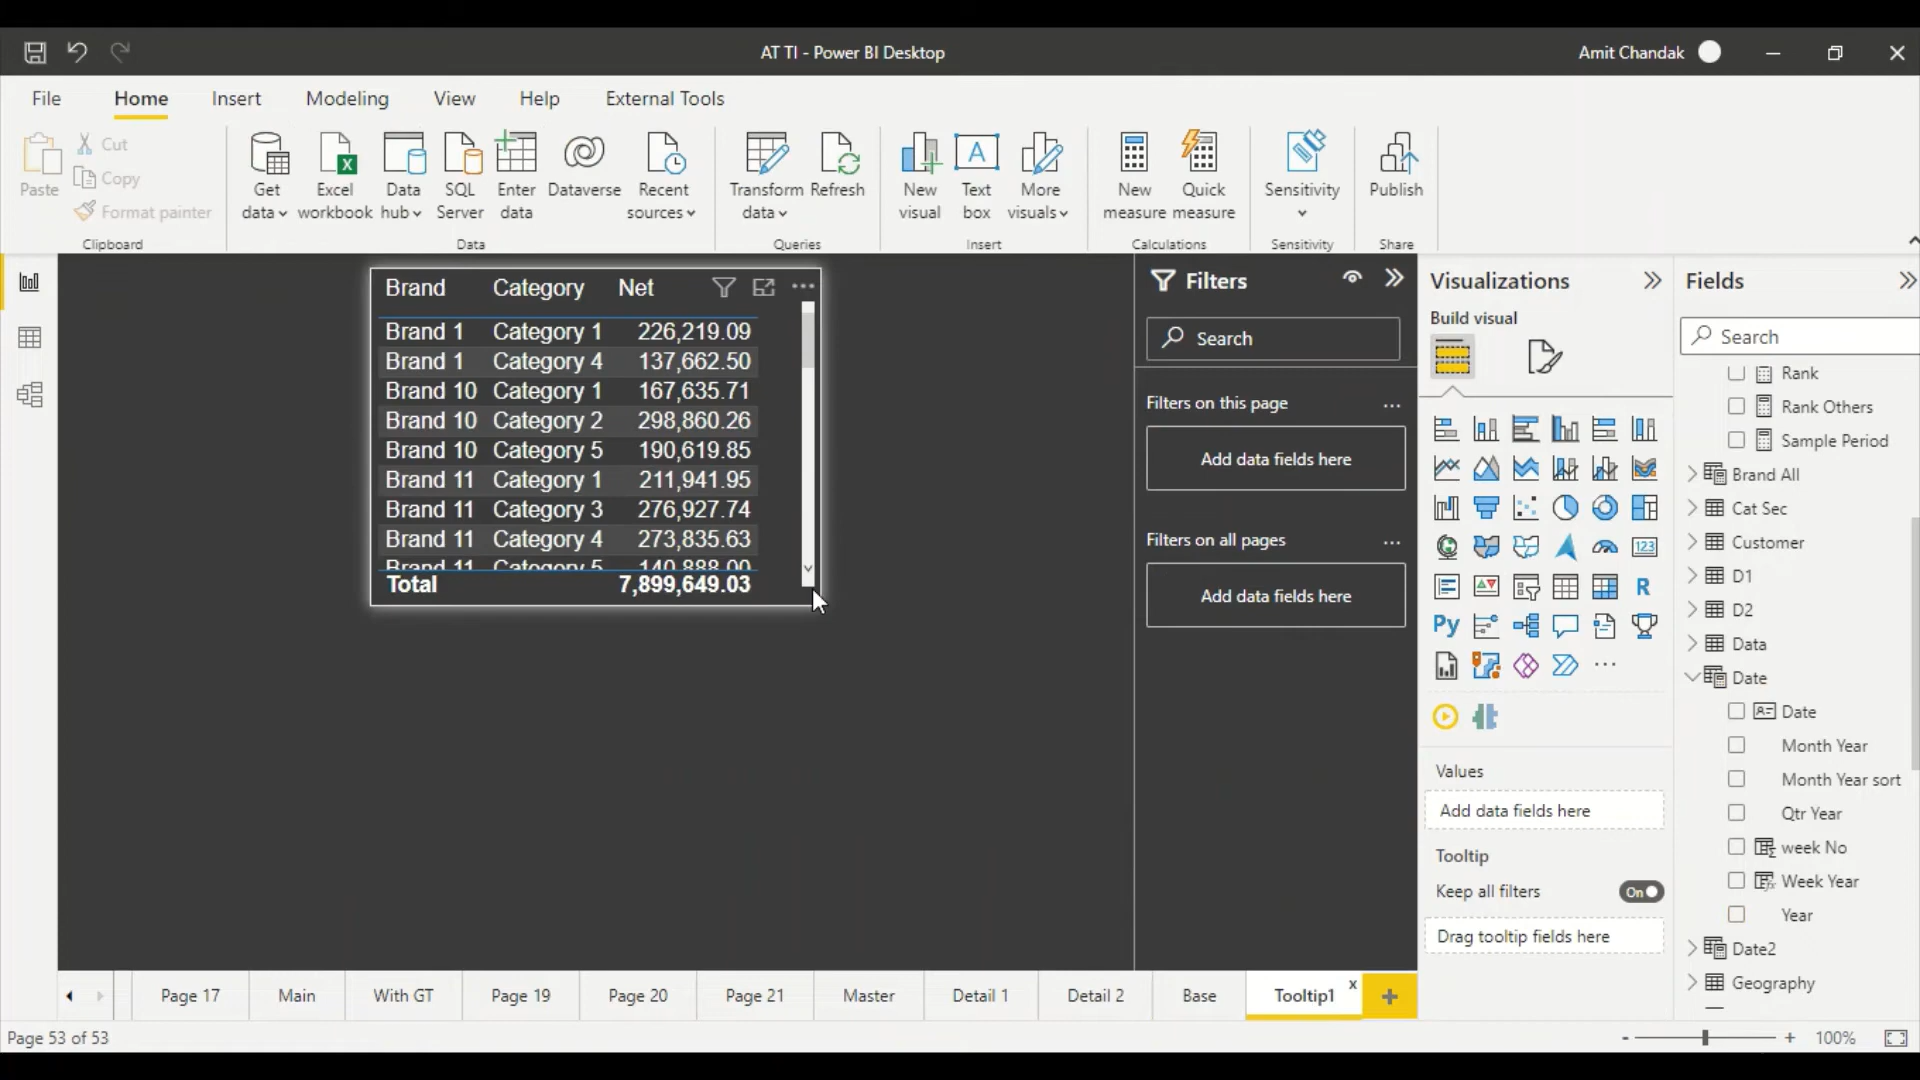 AT TI - Power BI Desktop
Amit Chandak
File Home Insert Modeling View Help External Tools
Paste
Cut
Copy
Format painter
Clipboard
Get data
Excel workbook
Data hub
SQL Server
Enter data
Dataverse
Recent sources
Data
Transform data
Refresh
Queries
New visual
Text box
More visuals
Insert
New measure
Quick measure
Calculations
Sensitivity
Sensitivity
Publish
Share
Brand Category Net
Brand 1 Category 1 226,219.09
Brand 1 Category 4 137,662.50
Brand 10 Category 1 167,635.71
Brand 10 Category 2 298,860.26
Brand 10 Category 5 190,619.85
Brand 11 Category 1 211,941.95
Brand 11 Category 3 276,927.74
Brand 11 Category 4 273,835.63
Brand 11 Category 5 140,888.00
Total 7,899,649.03
Filters
Search
Filters on this page
Add data fields here
Filters on all pages
Add data fields here
Visualizations
Build visual
123
R
Py
Values
Add data fields here
Tooltip
Keep all filters
On
Drag tooltip fields here
Fields
Search
Rank
Rank Others
Sample Period
Brand All
Cat Sec
Customer
D1
D2
Data
Date
Date
Month Year
Month Year sort
Qtr Year
week No
Week Year
Year
Date2
Geography
Page 17 Main With GT Page 19 Page 20 Page 21 Master Detail 1 Detail 2 Base Tooltip1 x +
Page 53 of 53
- + 100%